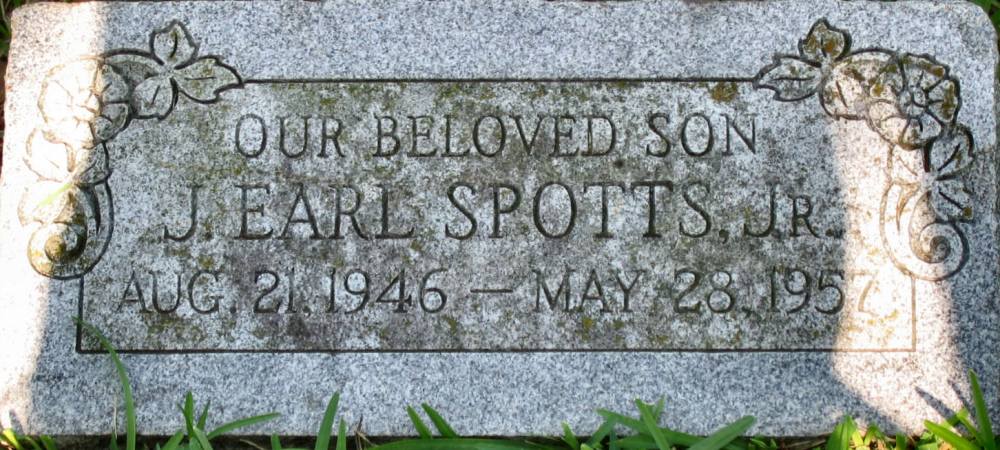 OUR BELOVED SON
J. EARL SPOTTS, JR.
AUG. 21, 1946 — MAY 28, 1957